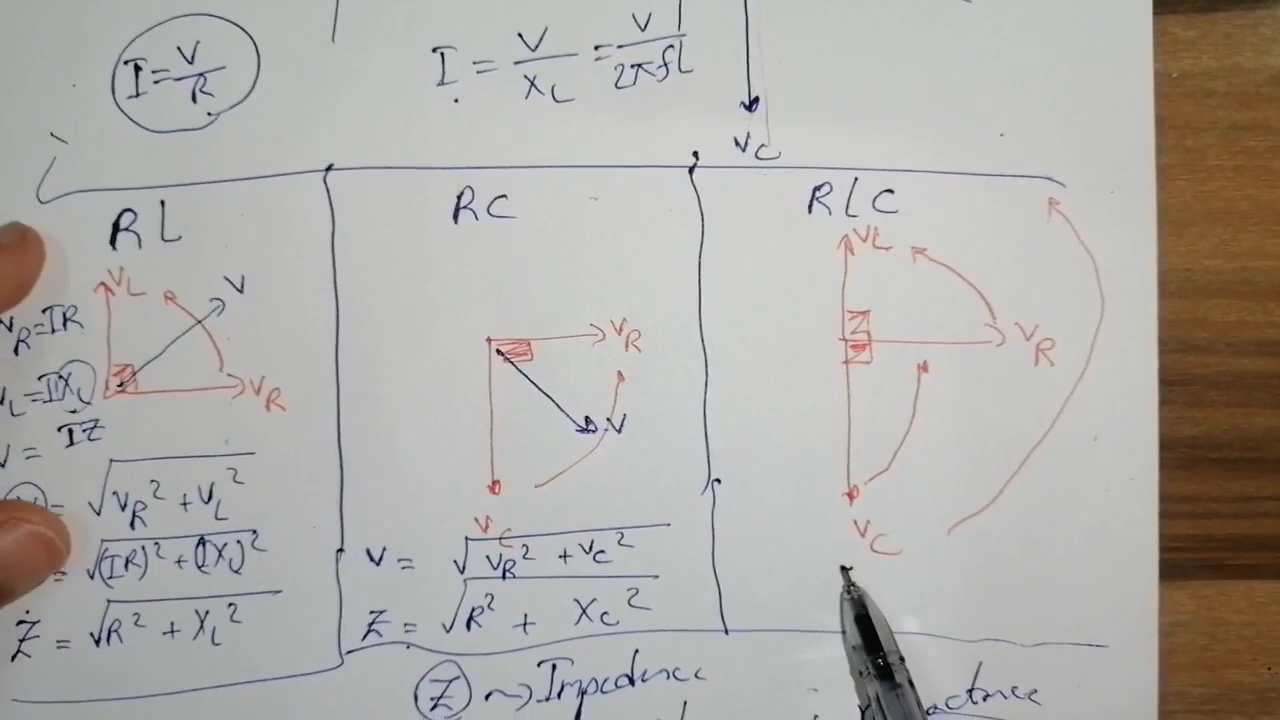 I = V/R
I = V/X_L = V/2πfL
V_C
RL
V_L
V
V_R = IR
V_L = IX_L
V_R
V = IZ
= √(V_R² + V_L²)
= √((IR)² + (IX_L)²)
Z = √(R² + X_L²)
RC
V_R
V
V_C
V = √(V_R² + V_C²)
Z = √(R² + X_C²)
RLC
V_L
V_R
V_C
Z ~> Impedence